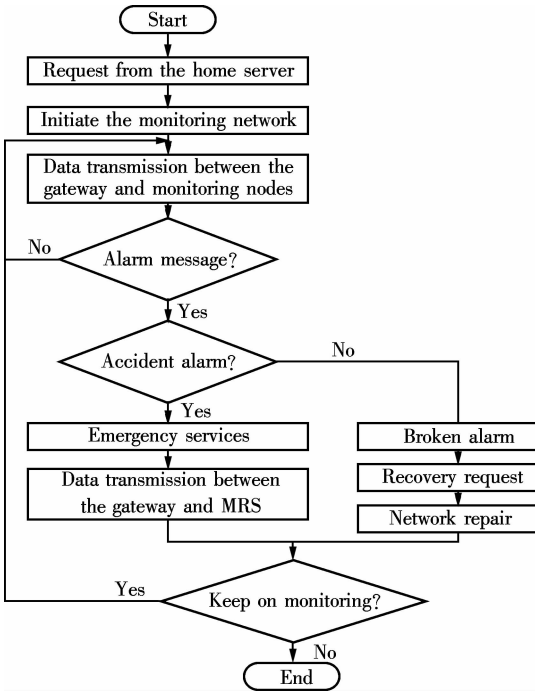 Start
Request from the home server
Initiate the monitoring network
Data transmission between the
gateway and monitoring nodes
No
Alarm message?
Yes
Accident alarm?
No
Yes
Emergency services
Broken alarm
Data transmission between
the gateway and MRS
Recovery request
Network repair
Yes
Keep on monitoring?
No
End